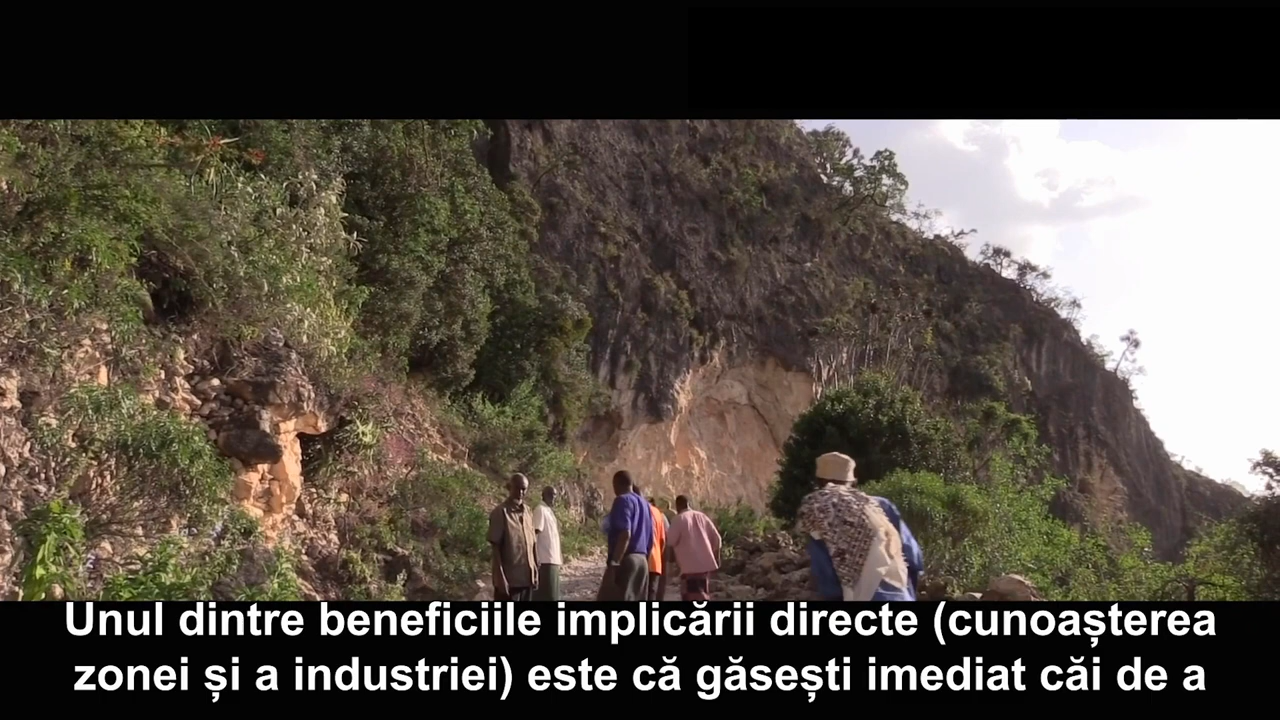 Unul dintre beneficiile implicării directe (cunoașterea
zonei și a industriei) este că găsești imediat căi de a